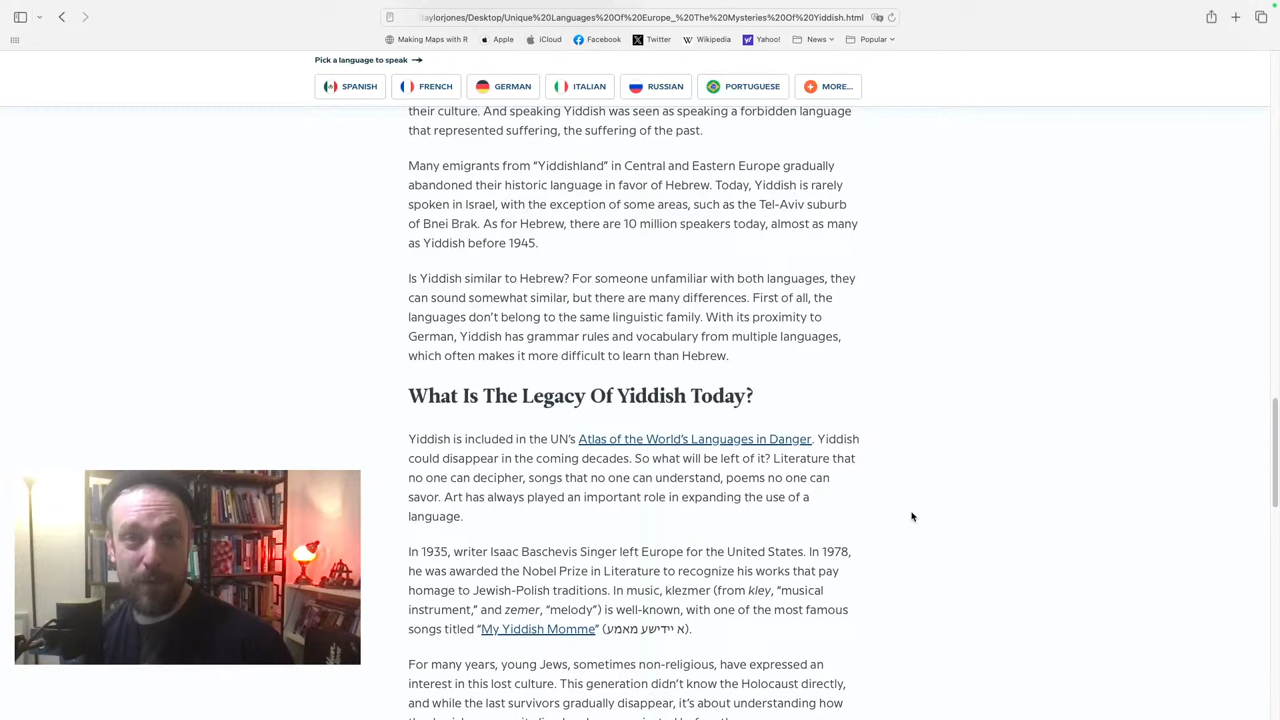 taylorjones/Desktop/Unique%20Languages%20Of%20Europe_%20The%20Mysteries%20Of%20Yiddish.html
Making Maps with R
Apple
iCloud
Facebook
Twitter
Wikipedia
Yahoo!
News
Popular
Pick a language to speak →
SPANISH
FRENCH
GERMAN
ITALIAN
RUSSIAN
PORTUGUESE
MORE...
their culture. And speaking Yiddish was seen as speaking a forbidden language
that represented suffering, the suffering of the past.
Many emigrants from “Yiddishland” in Central and Eastern Europe gradually
abandoned their historic language in favor of Hebrew. Today, Yiddish is rarely
spoken in Israel, with the exception of some areas, such as the Tel-Aviv suburb
of Bnei Brak. As for Hebrew, there are 10 million speakers today, almost as many
as Yiddish before 1945.
Is Yiddish similar to Hebrew? For someone unfamiliar with both languages, they
can sound somewhat similar, but there are many differences. First of all, the
languages don’t belong to the same linguistic family. With its proximity to
German, Yiddish has grammar rules and vocabulary from multiple languages,
which often makes it more difficult to learn than Hebrew.
What Is The Legacy Of Yiddish Today?
Yiddish is included in the UN’s Atlas of the World’s Languages in Danger. Yiddish
could disappear in the coming decades. So what will be left of it? Literature that
no one can decipher, songs that no one can understand, poems no one can
savor. Art has always played an important role in expanding the use of a
language.
In 1935, writer Isaac Baschevis Singer left Europe for the United States. In 1978,
he was awarded the Nobel Prize in Literature to recognize his works that pay
homage to Jewish-Polish traditions. In music, klezmer (from kley, “musical
instrument,” and zemer, “melody”) is well-known, with one of the most famous
songs titled “My Yiddish Momme” (א ייִדישע מאמע).
For many years, young Jews, sometimes non-religious, have expressed an
interest in this lost culture. This generation didn’t know the Holocaust directly,
and while the last survivors gradually disappear, it’s about understanding how